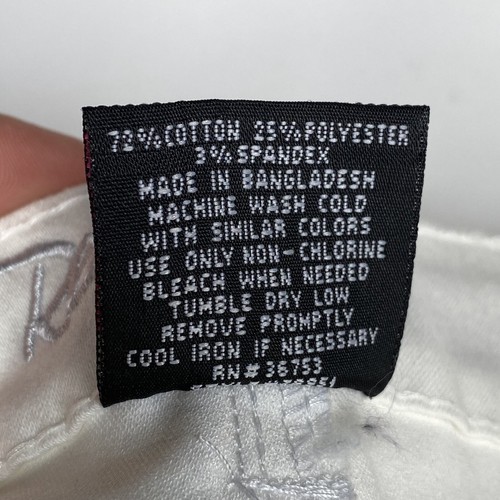 72% COTTON 25% POLYESTER
3% SPANDEX
MADE IN BANGLADESH
MACHINE WASH COLD
WITH SIMILAR COLORS
USE ONLY NON-CHLORINE
BLEACH WHEN NEEDED
TUMBLE DRY LOW
REMOVE PROMPTLY
COOL IRON IF NECESSARY
RN# 36753